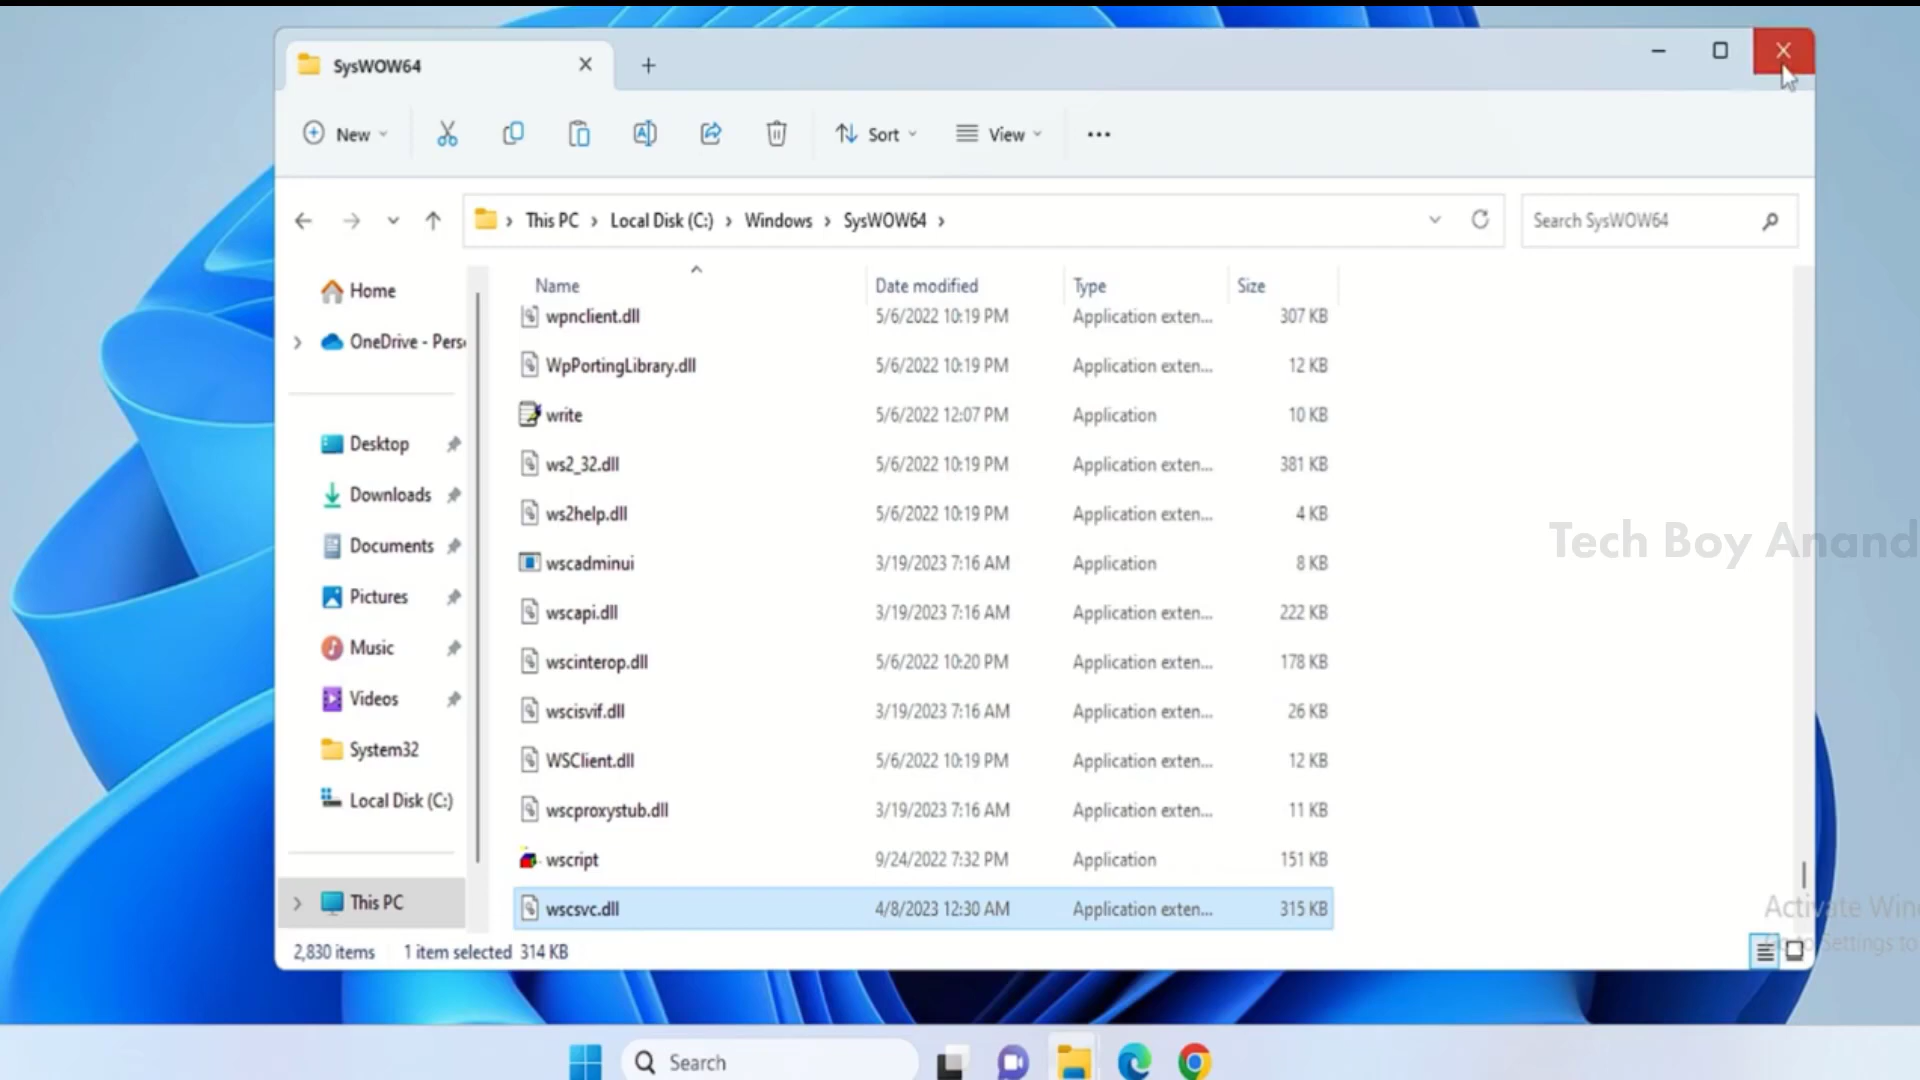 SysWOW64
New
Sort
View
This PC
Local Disk (C:)
Windows
SysWOW64
Search SysWOW64
Home
OneDrive - Pers
Desktop
Downloads
Documents
Pictures
Music
Videos
System32
Local Disk (C:)
This PC
Name Date modified Type Size
wpnclient.dll 5/6/2022 10:19 PM Application exten... 307 KB
WpPortingLibrary.dll 5/6/2022 10:19 PM Application exten... 12 KB
write 5/6/2022 12:07 PM Application 10 KB
ws2_32.dll 5/6/2022 10:19 PM Application exten... 381 KB
ws2help.dll 5/6/2022 10:19 PM Application exten... 4 KB
wscadminui 3/19/2023 7:16 AM Application 8 KB
wscapi.dll 3/19/2023 7:16 AM Application exten... 222 KB
wscinterop.dll 5/6/2022 10:20 PM Application exten... 178 KB
wscisvif.dll 3/19/2023 7:16 AM Application exten... 26 KB
WSClient.dll 5/6/2022 10:19 PM Application exten... 12 KB
wscproxystub.dll 3/19/2023 7:16 AM Application exten... 11 KB
wscript 9/24/2022 7:32 PM Application 151 KB
wscsvc.dll 4/8/2023 12:30 AM Application exten... 315 KB
Tech Boy Anand
Activate Win
Settings to
2,830 items 1 item selected 314 KB
Search